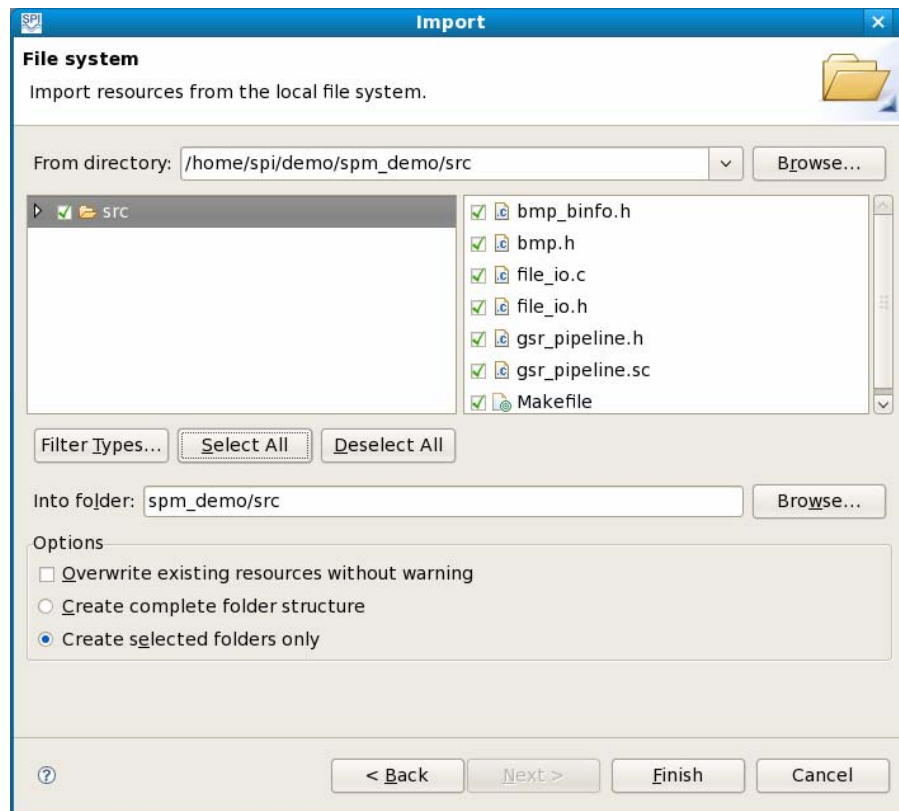 SPI
Import
File system
Import resources from the local file system.
From directory: /home/spi/demo/spm_demo/src Browse...
src
bmp_binfo.h
bmp.h
file_io.c
file_io.h
gsr_pipeline.h
gsr_pipeline.sc
Makefile
Filter Types... Select All Deselect All
Into folder: spm_demo/src Browse...
Options
Overwrite existing resources without warning
Create complete folder structure
Create selected folders only
< Back Next > Finish Cancel